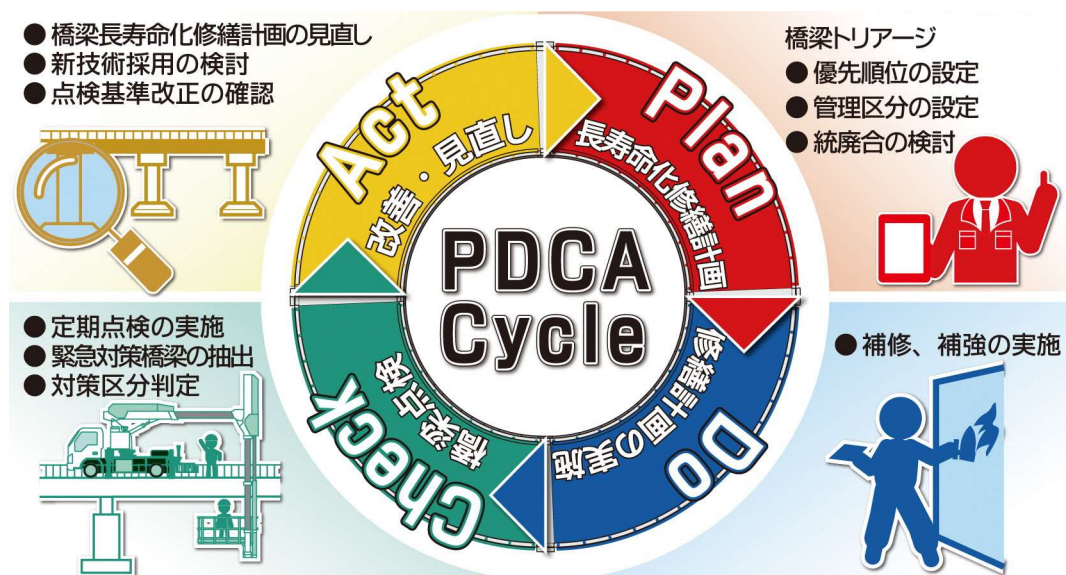 ● 橋梁長寿命化修繕計画の見直し
● 新技術採用の検討
● 点検基準改正の確認
橋梁トリアージ
● 優先順位の設定
● 管理区分の設定
● 統廃合の検討
Act
改善・見直し
Plan
長寿命化修繕計画
PDCA
Cycle
● 定期点検の実施
● 緊急対策橋梁の抽出
● 対策区分判定
Check
橋梁点検
Do
修繕計画の実施
● 補修、補強の実施